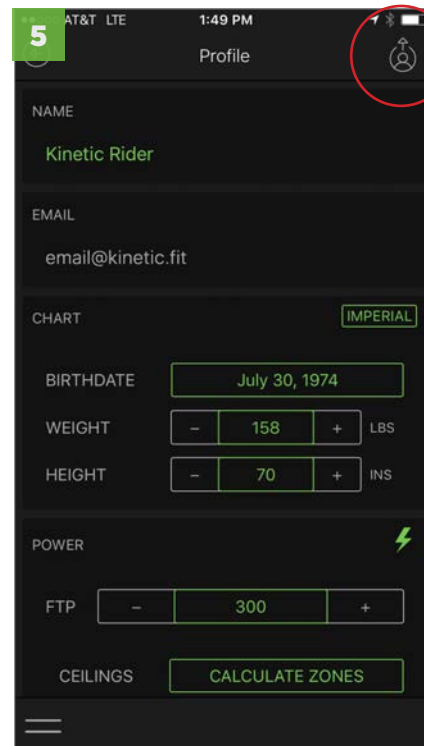 5
AT&T LTE 1:49 PM
Profile
NAME
Kinetic Rider
EMAIL
email@kinetic.fit
CHART IMPERIAL
BIRTHDATE July 30, 1974
WEIGHT – 158 + LBS
HEIGHT – 70 + INS
POWER
FTP – 300 +
CEILINGS CALCULATE ZONES